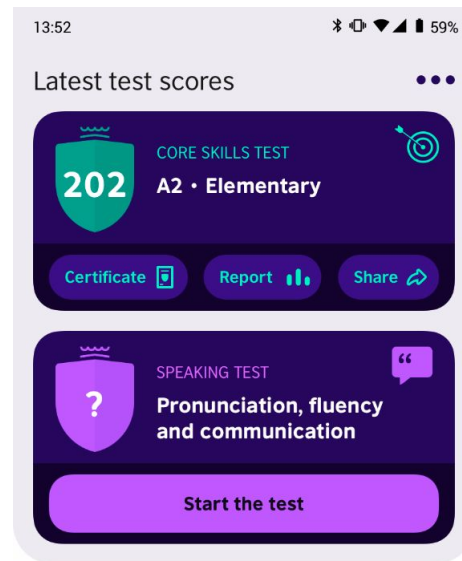 13:52 59%
Latest test scores
202
CORE SKILLS TEST
A2 • Elementary
Certificate Report Share
?
SPEAKING TEST
“
Pronunciation, fluency
and communication
Start the test